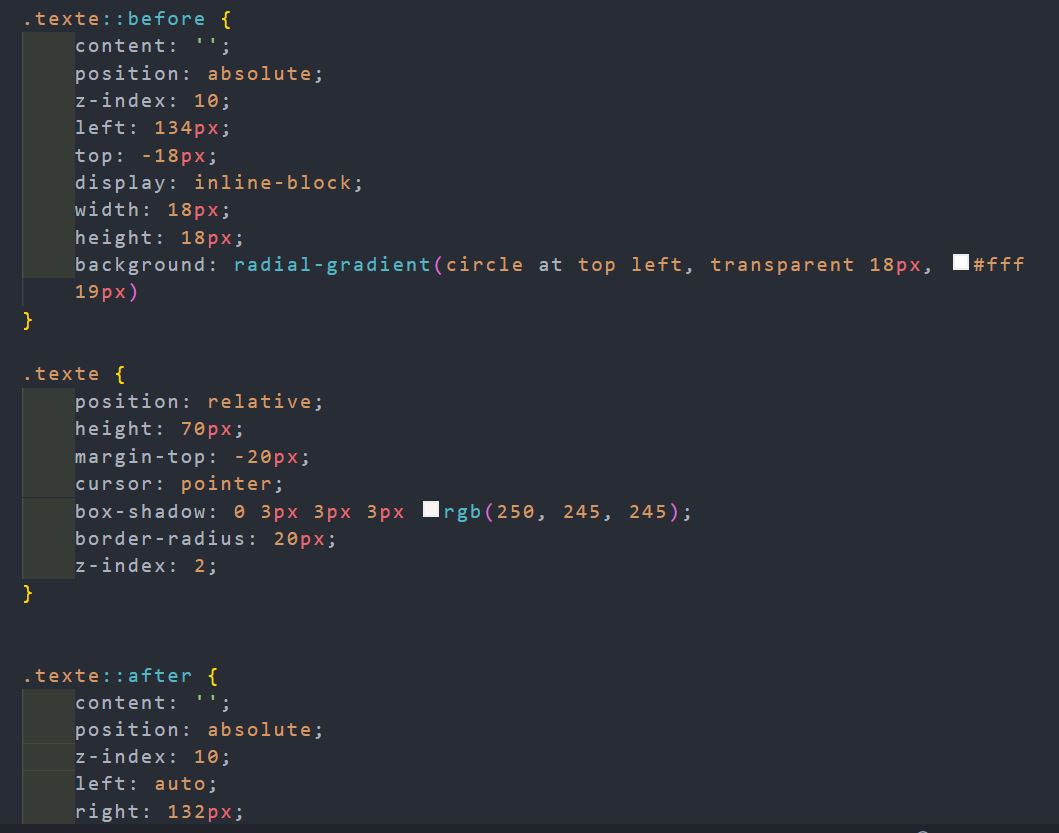 .texte::before {
content: '';
position: absolute;
z-index: 10;
left: 134px;
top: -18px;
display: inline-block;
width: 18px;
height: 18px;
background: radial-gradient(circle at top left, transparent 18px, #fff
19px)
}
.texte {
position: relative;
height: 70px;
margin-top: -20px;
cursor: pointer;
box-shadow: 0 3px 3px 3px rgb(250, 245, 245);
border-radius: 20px;
z-index: 2;
}
.texte::after {
content: '';
position: absolute;
z-index: 10;
left: auto;
right: 132px;